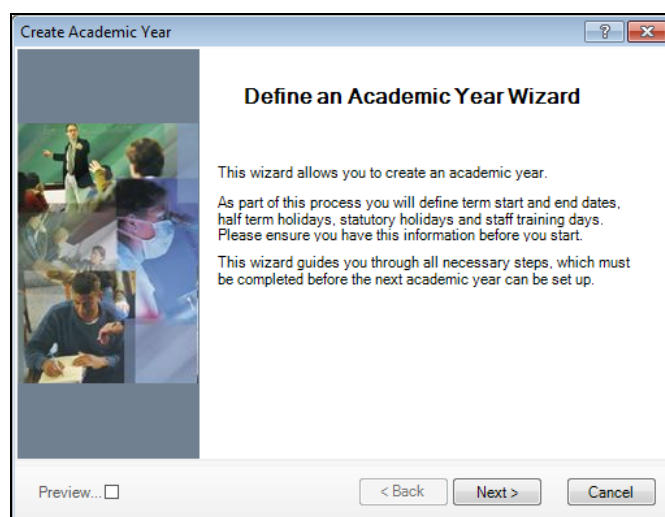 Create Academic Year
?
Define an Academic Year Wizard
This wizard allows you to create an academic year.
As part of this process you will define term start and end dates,
half term holidays, statutory holidays and staff training days.
Please ensure you have this information before you start.
This wizard guides you through all necessary steps, which must
be completed before the next academic year can be set up.
Preview...
< Back
Next >
Cancel